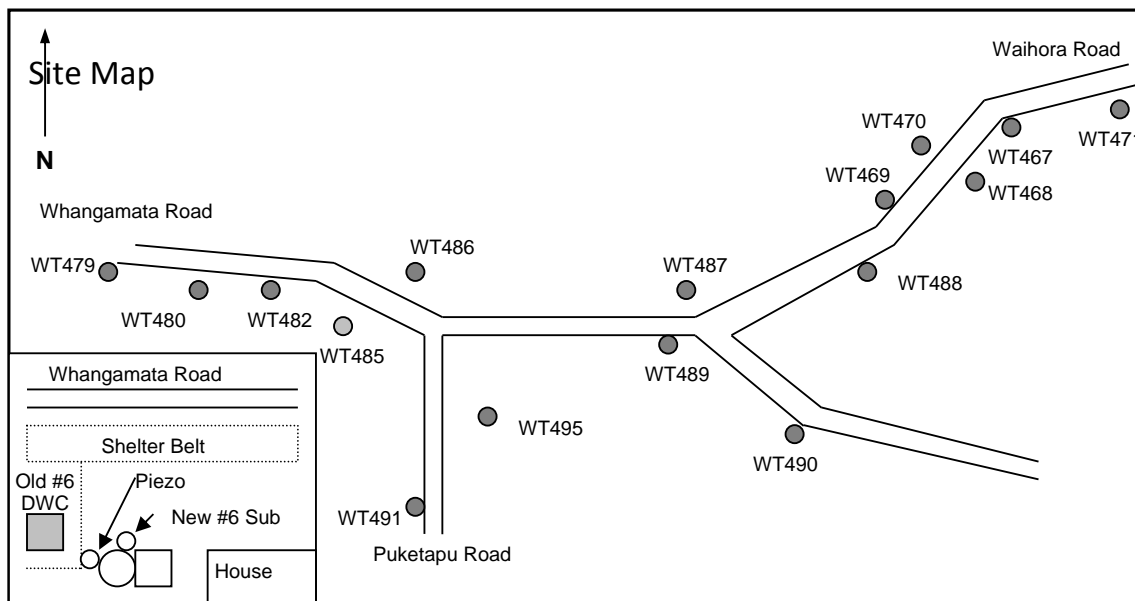 Site Map
N
Waihora Road
WT470
WT471
WT467
WT469
WT468
Whangamata Road
WT479
WT486
WT487
WT488
WT480
WT482
WT485
WT489
WT495
WT490
WT491
Puketapu Road
Whangamata Road
Shelter Belt
Old #6
DWC
Piezo
New #6 Sub
House